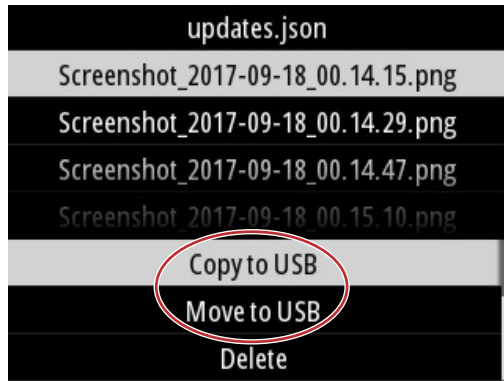 updates.json
Screenshot_2017-09-18_00.14.15.png
Screenshot_2017-09-18_00.14.29.png
Screenshot_2017-09-18_00.14.47.png
Screenshot_2017-09-18_00.15.10.png
Copy to USB
Move to USB
Delete